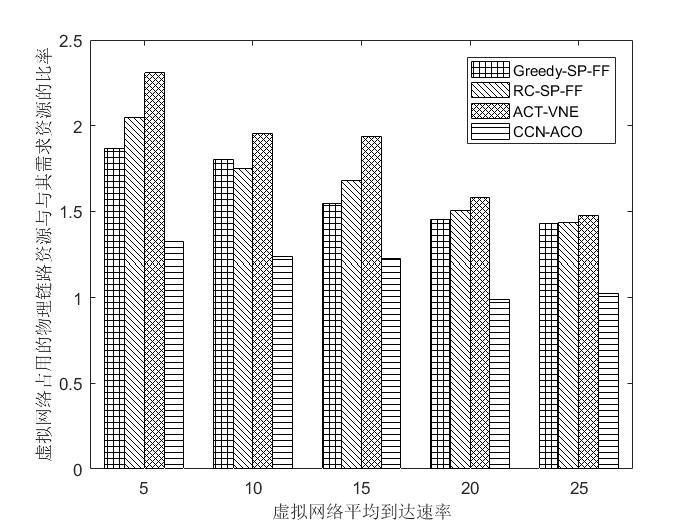 2.5
2
1.5
1
0.5
0
虚拟网络占用的物理链路资源与与其需求资源的比率
Greedy-SP-FF
RC-SP-FF
ACT-VNE
CCN-ACO
5 10 15 20 25
虚拟网络平均到达速率